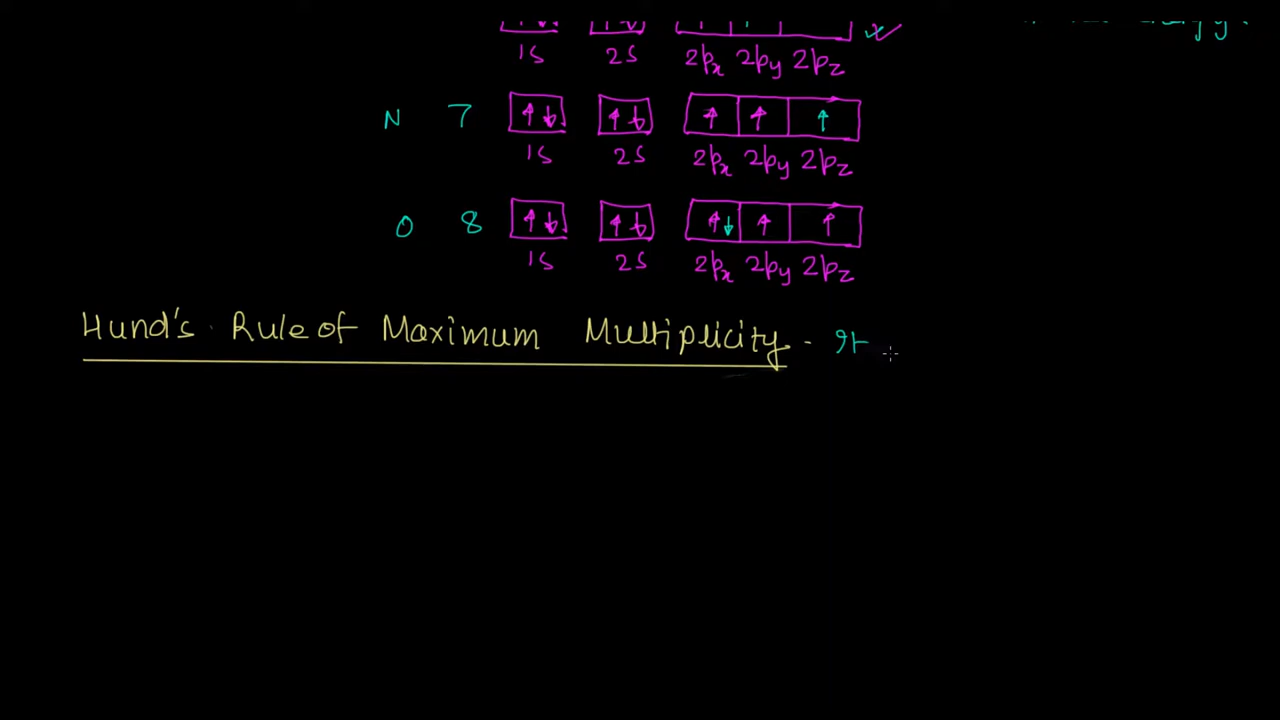 1s 2s 2px 2py 2pz
N 7
1s 2s 2px 2py 2pz
O 8
1s 2s 2px 2py 2pz
Hund's Rule of Maximum Multiplicity - It